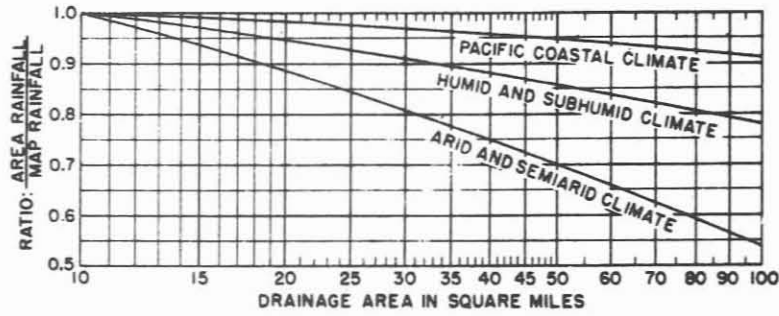 RATIO: AREA RAINFALL
MAP RAINFALL
1.0
0.9
0.8
0.7
0.6
0.5
PACIFIC COASTAL CLIMATE
HUMID AND SUBHUMID CLIMATE
ARID AND SEMIARID CLIMATE
10 15 20 25 30 35 40 45 50 60 70 80 90 100
DRAINAGE AREA IN SQUARE MILES